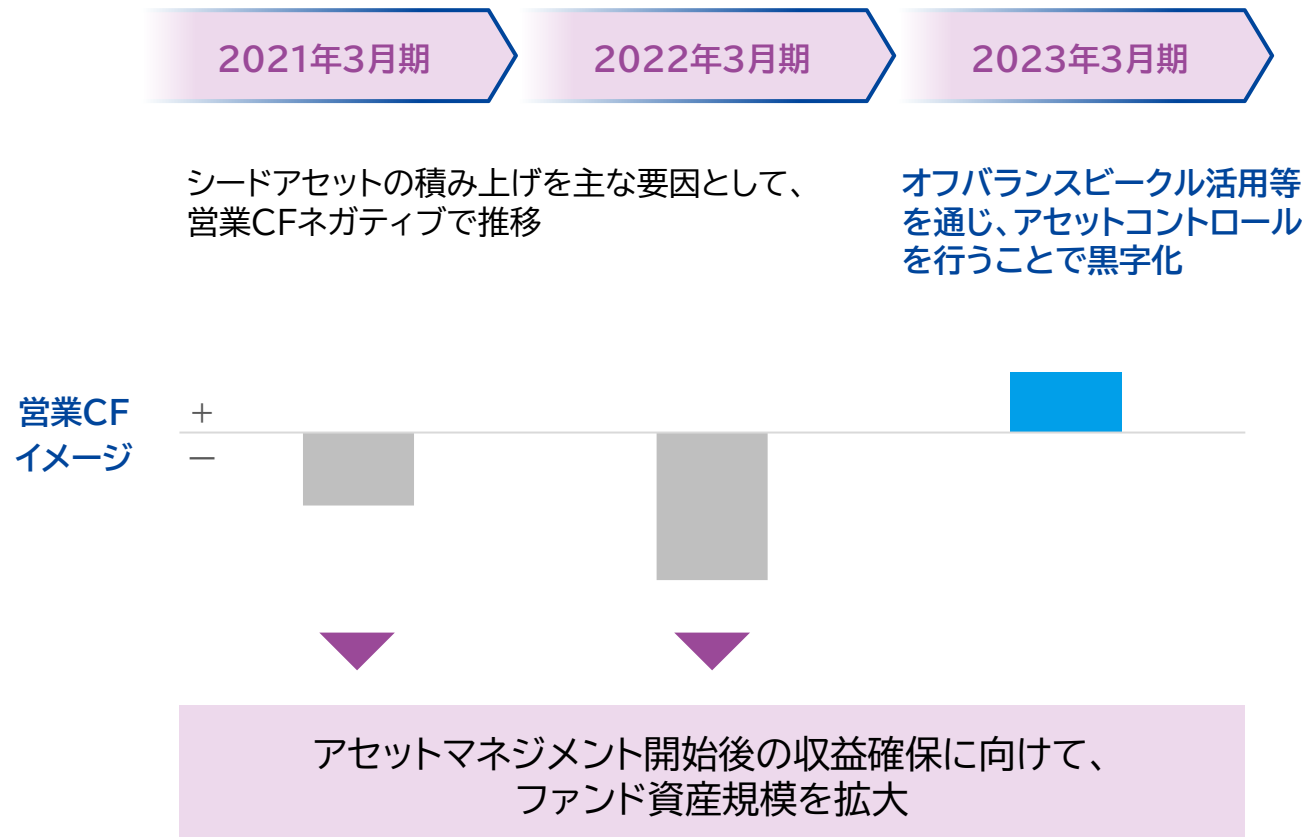 2021年3月期
2022年3月期
2023年3月期
シードアセットの積み上げを主な要因として、
営業CFネガティブで推移
オフバランスビークル活用等
を通じ、アセットコントロール
を行うことで黒字化
営業CF
イメージ
＋
－
アセットマネジメント開始後の収益確保に向けて、
ファンド資産規模を拡大